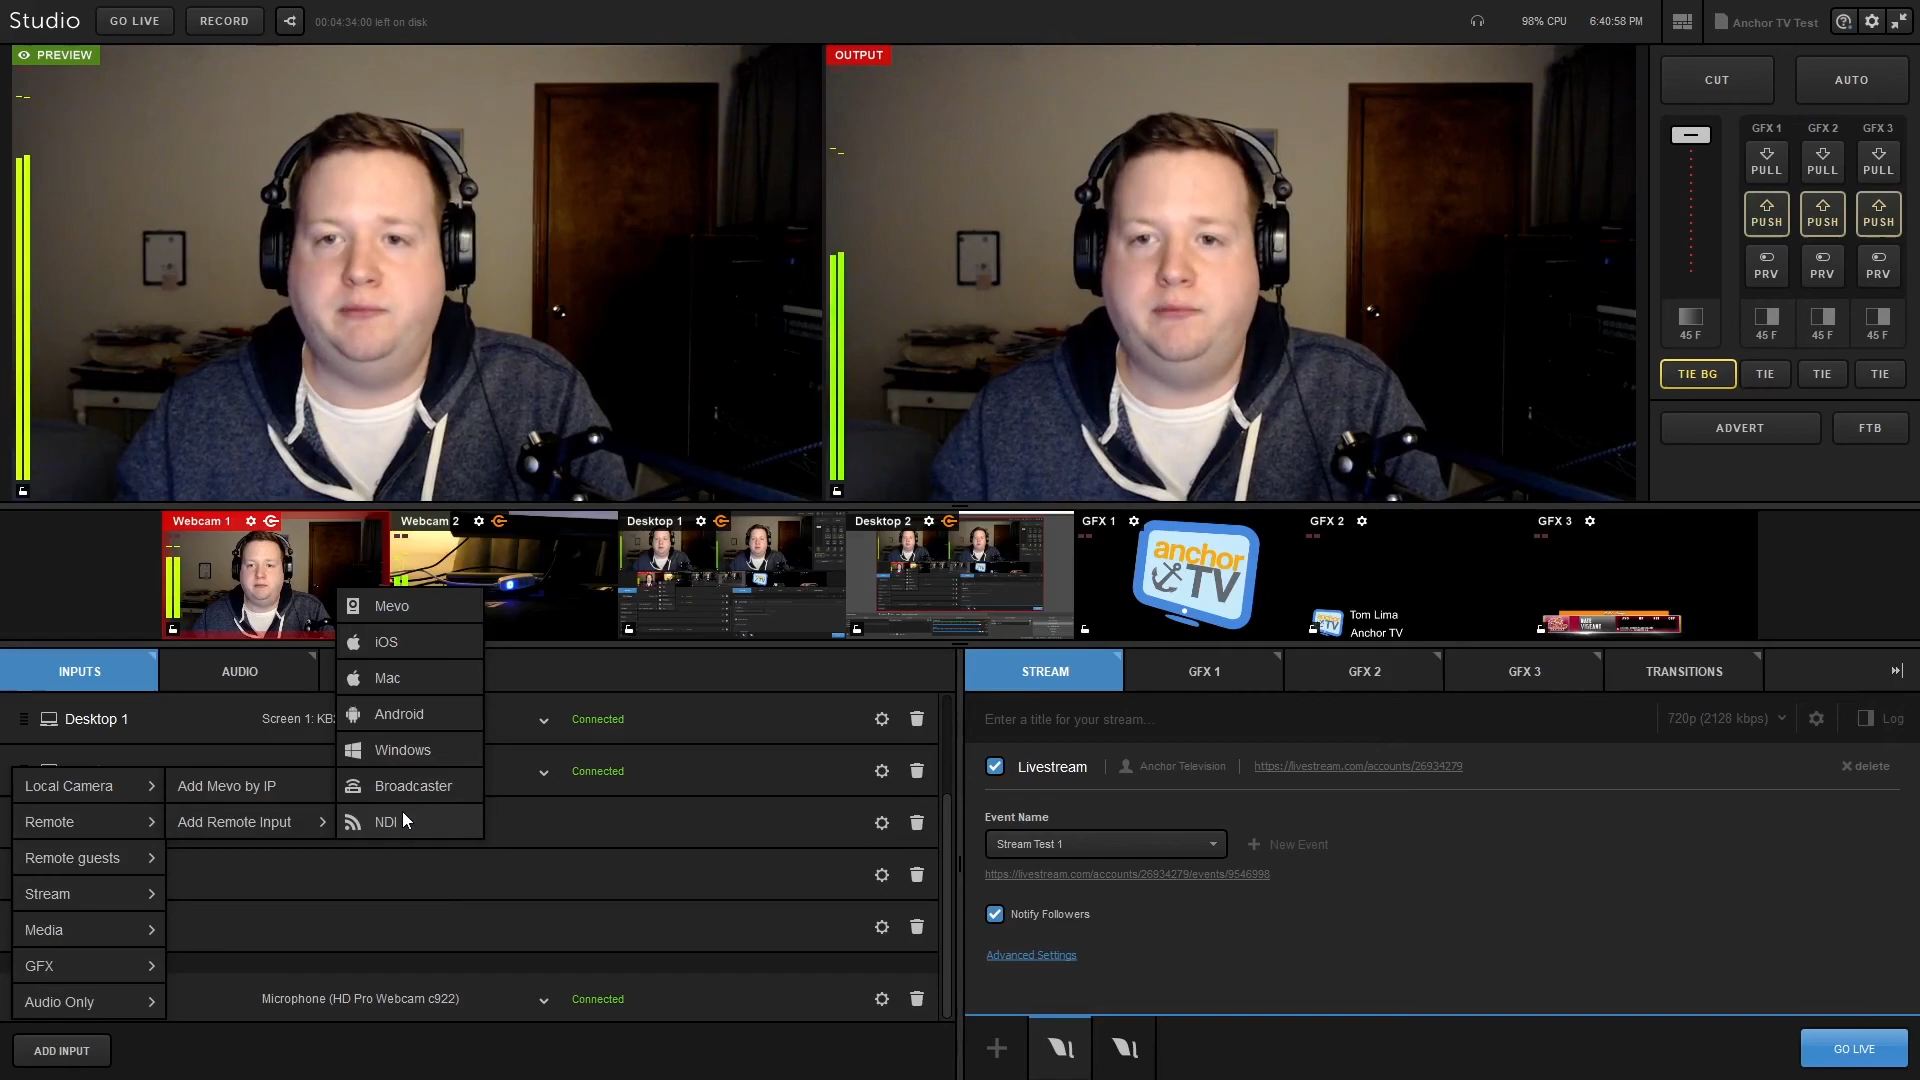 Studio
GO LIVE
RECORD
00:04:34:00 left on disk
98% CPU
6:40:58 PM
Anchor TV Test
PREVIEW
OUTPUT
CUT
AUTO
GFX 1
GFX 2
GFX 3
PULL
PULL
PULL
PUSH
PUSH
PUSH
PRV
PRV
PRV
45 F
45 F
45 F
45 F
TIE BG
TIE
TIE
TIE
ADVERT
FTB
Webcam 1
Webcam 2
Desktop 1
Desktop 2
GFX 1
GFX 2
GFX 3
anchor
TV
Tom Lima
Anchor TV
INPUTS
AUDIO
Mevo
iOS
Mac
Android
Windows
Broadcaster
NDI
Desktop 1
Screen 1: KB
Connected
Connected
Local Camera
Add Mevo by IP
Remote
Add Remote Input
Remote guests
Stream
Media
GFX
Audio Only
Microphone (HD Pro Webcam c922)
Connected
ADD INPUT
STREAM
GFX 1
GFX 2
GFX 3
TRANSITIONS
Enter a title for your stream...
720p (2128 kbps)
Log
Livestream
Anchor Television
https://livestream.com/accounts/26934279
delete
Event Name
Stream Test 1
New Event
https://livestream.com/accounts/26934279/events/9546998
Notify Followers
Advanced Settings
GO LIVE